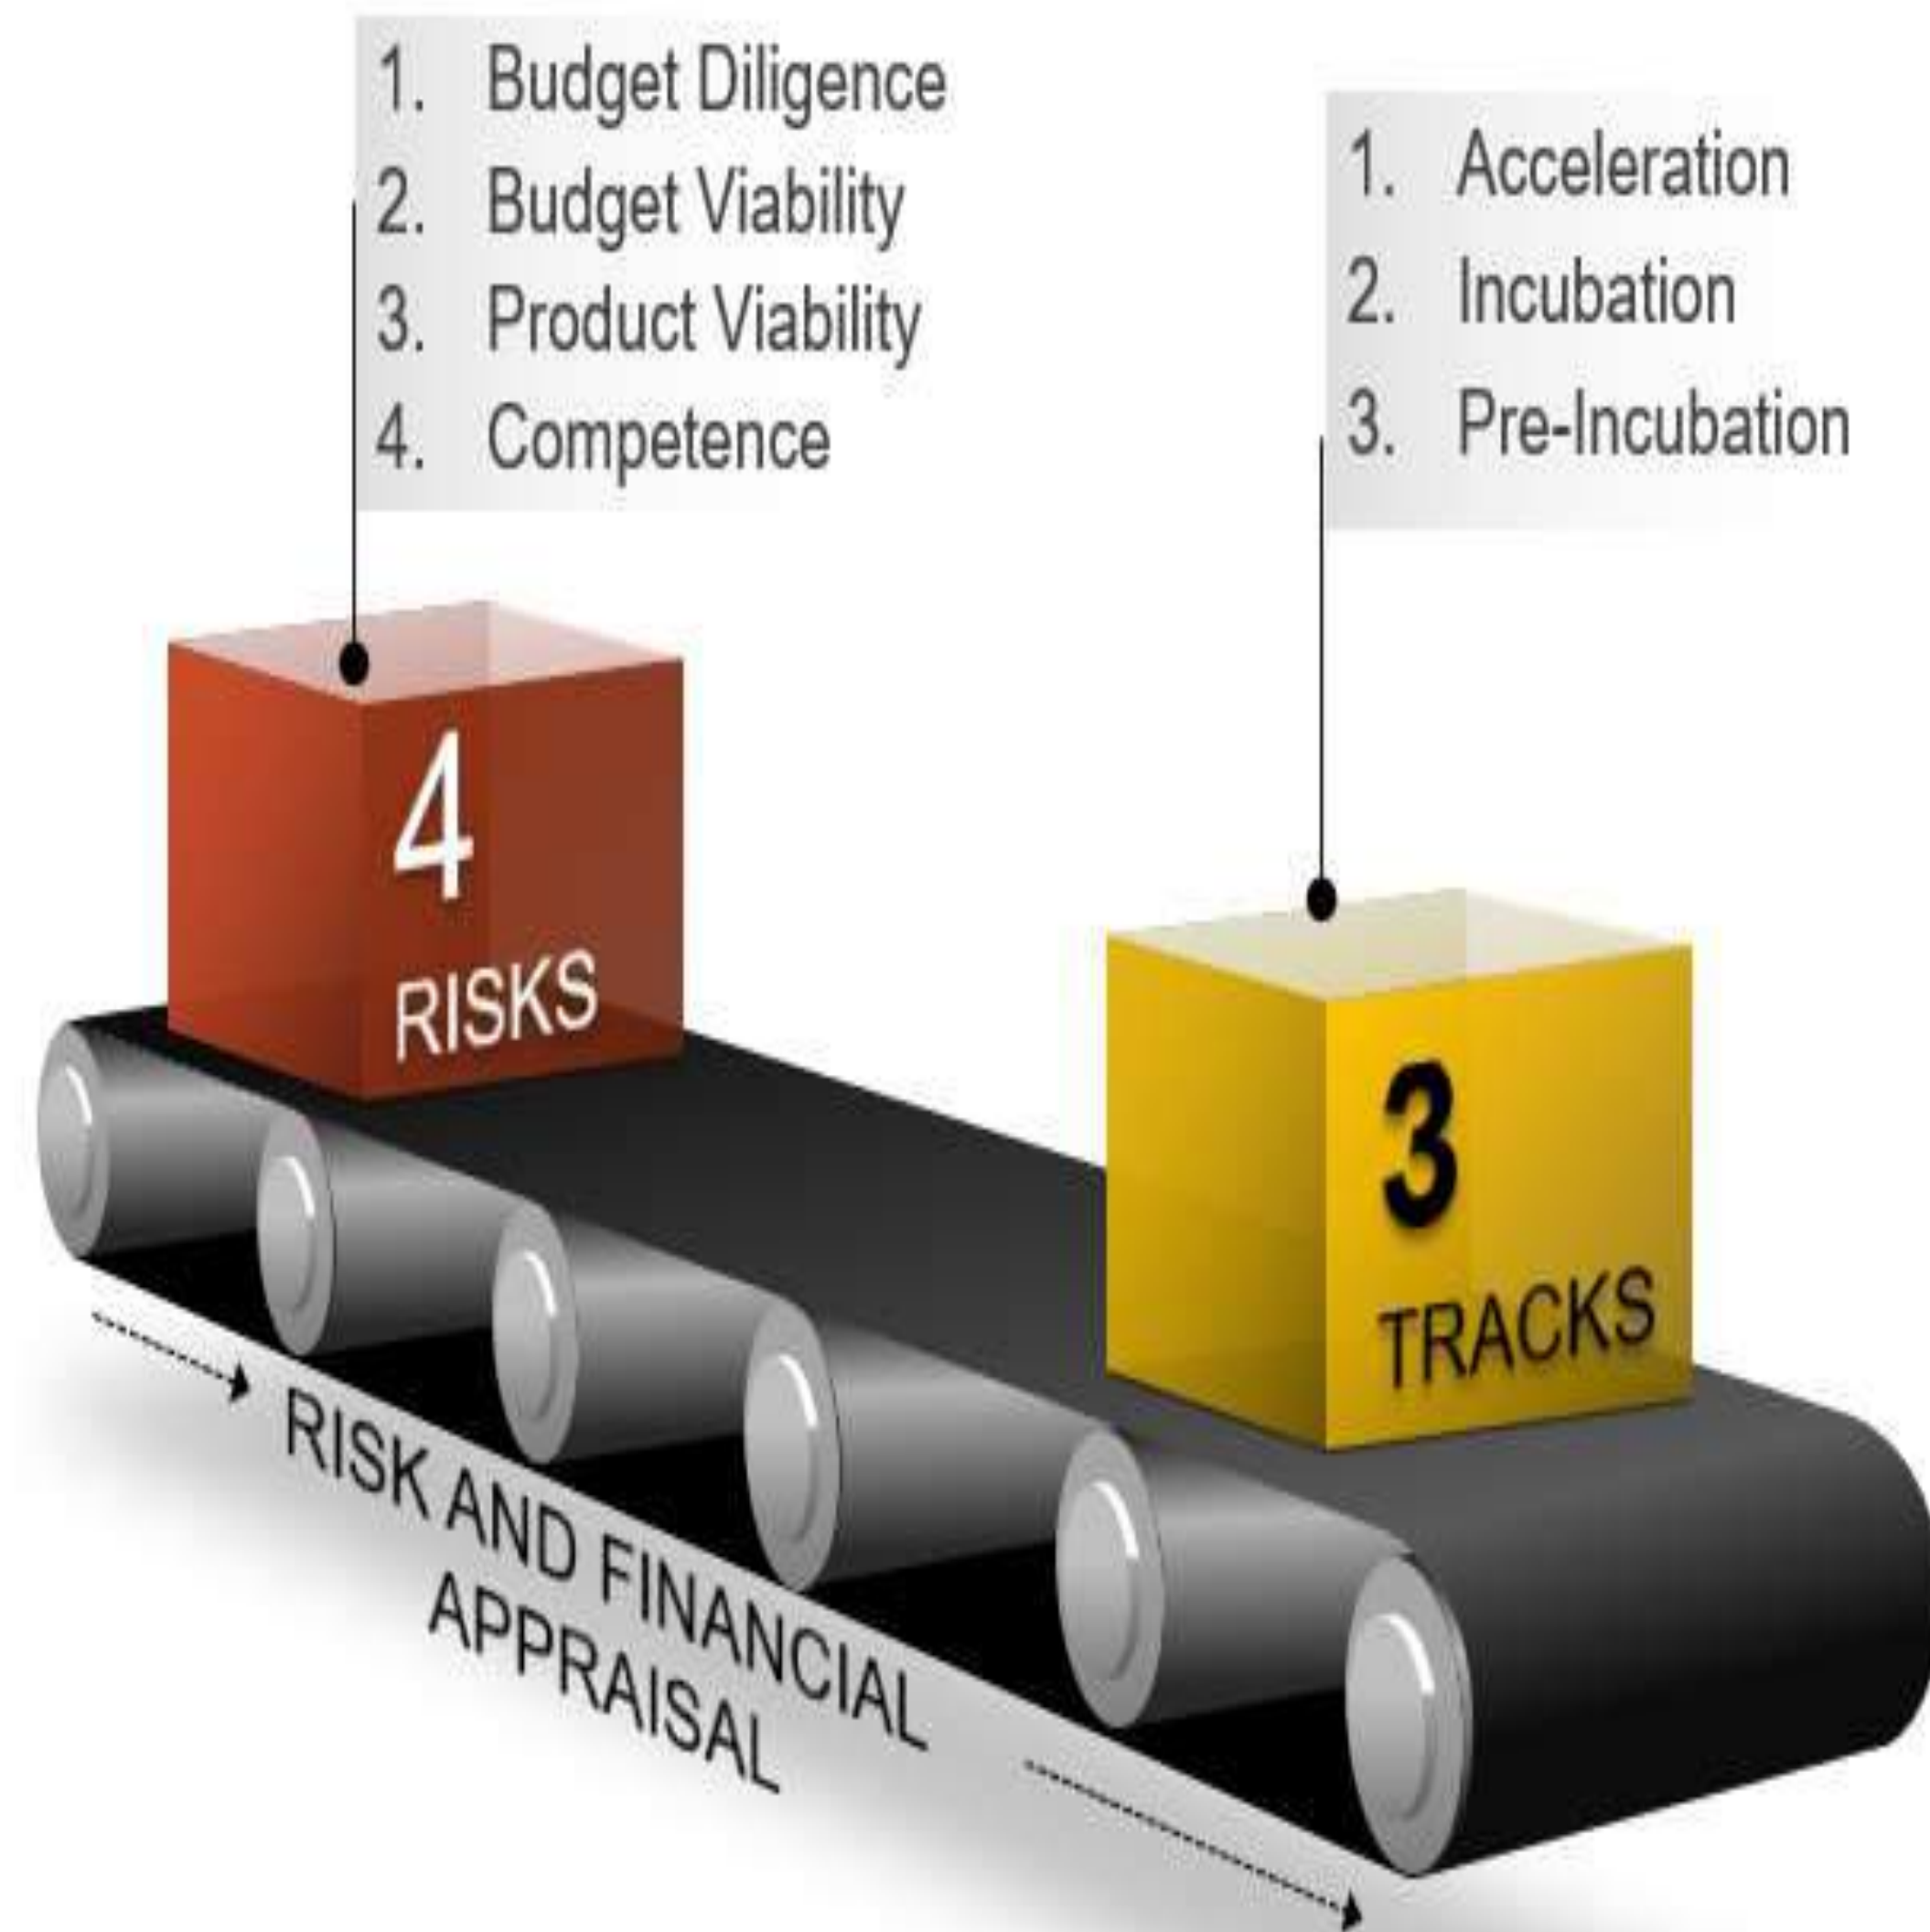 1. Budget Diligence
2. Budget Viability
3. Product Viability
4. Competence
1. Acceleration
2. Incubation
3. Pre-Incubation
4
RISKS
3
TRACKS
RISK AND FINANCIAL
APPRAISAL